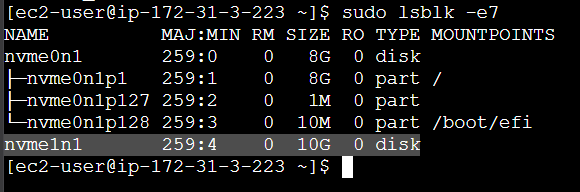 [ec2-user@ip-172-31-3-223 ~]$ sudo lsblk -e7
NAME          MAJ:MIN RM SIZE RO TYPE MOUNTPOINTS
nvme0n1       259:0    0   8G  0 disk
├─nvme0n1p1   259:1    0   8G  0 part /
├─nvme0n1p127 259:2    0   1M  0 part
└─nvme0n1p128 259:3    0  10M  0 part /boot/efi
nvme1n1       259:4    0  10G  0 disk
[ec2-user@ip-172-31-3-223 ~]$